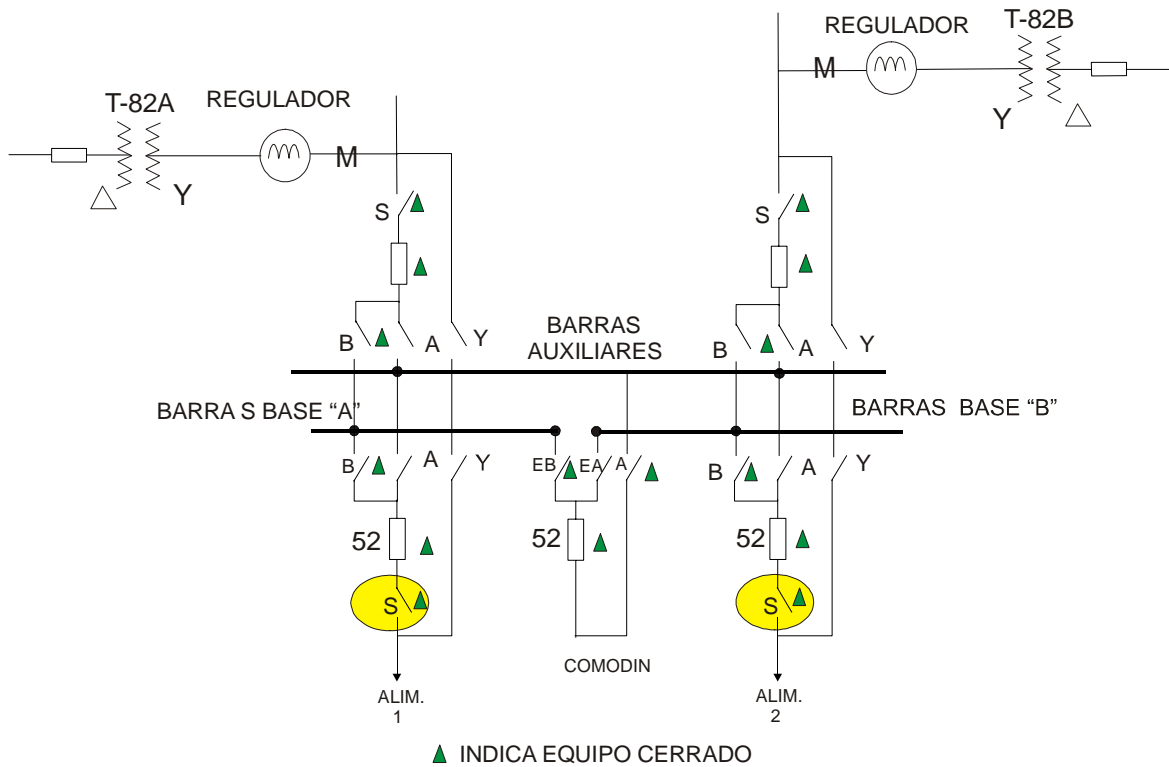 REGULADOR
T-82B
M
Y
T-82A
REGULADOR
M
Y
S
S
B
A
Y
BARRAS
AUXILIARES
B
A
Y
BARRA S BASE “A”
BARRAS BASE “B”
B
A
Y
EB
EA
A
B
A
Y
52
52
52
S
S
COMODIN
ALIM.
1
ALIM.
2
INDICA EQUIPO CERRADO